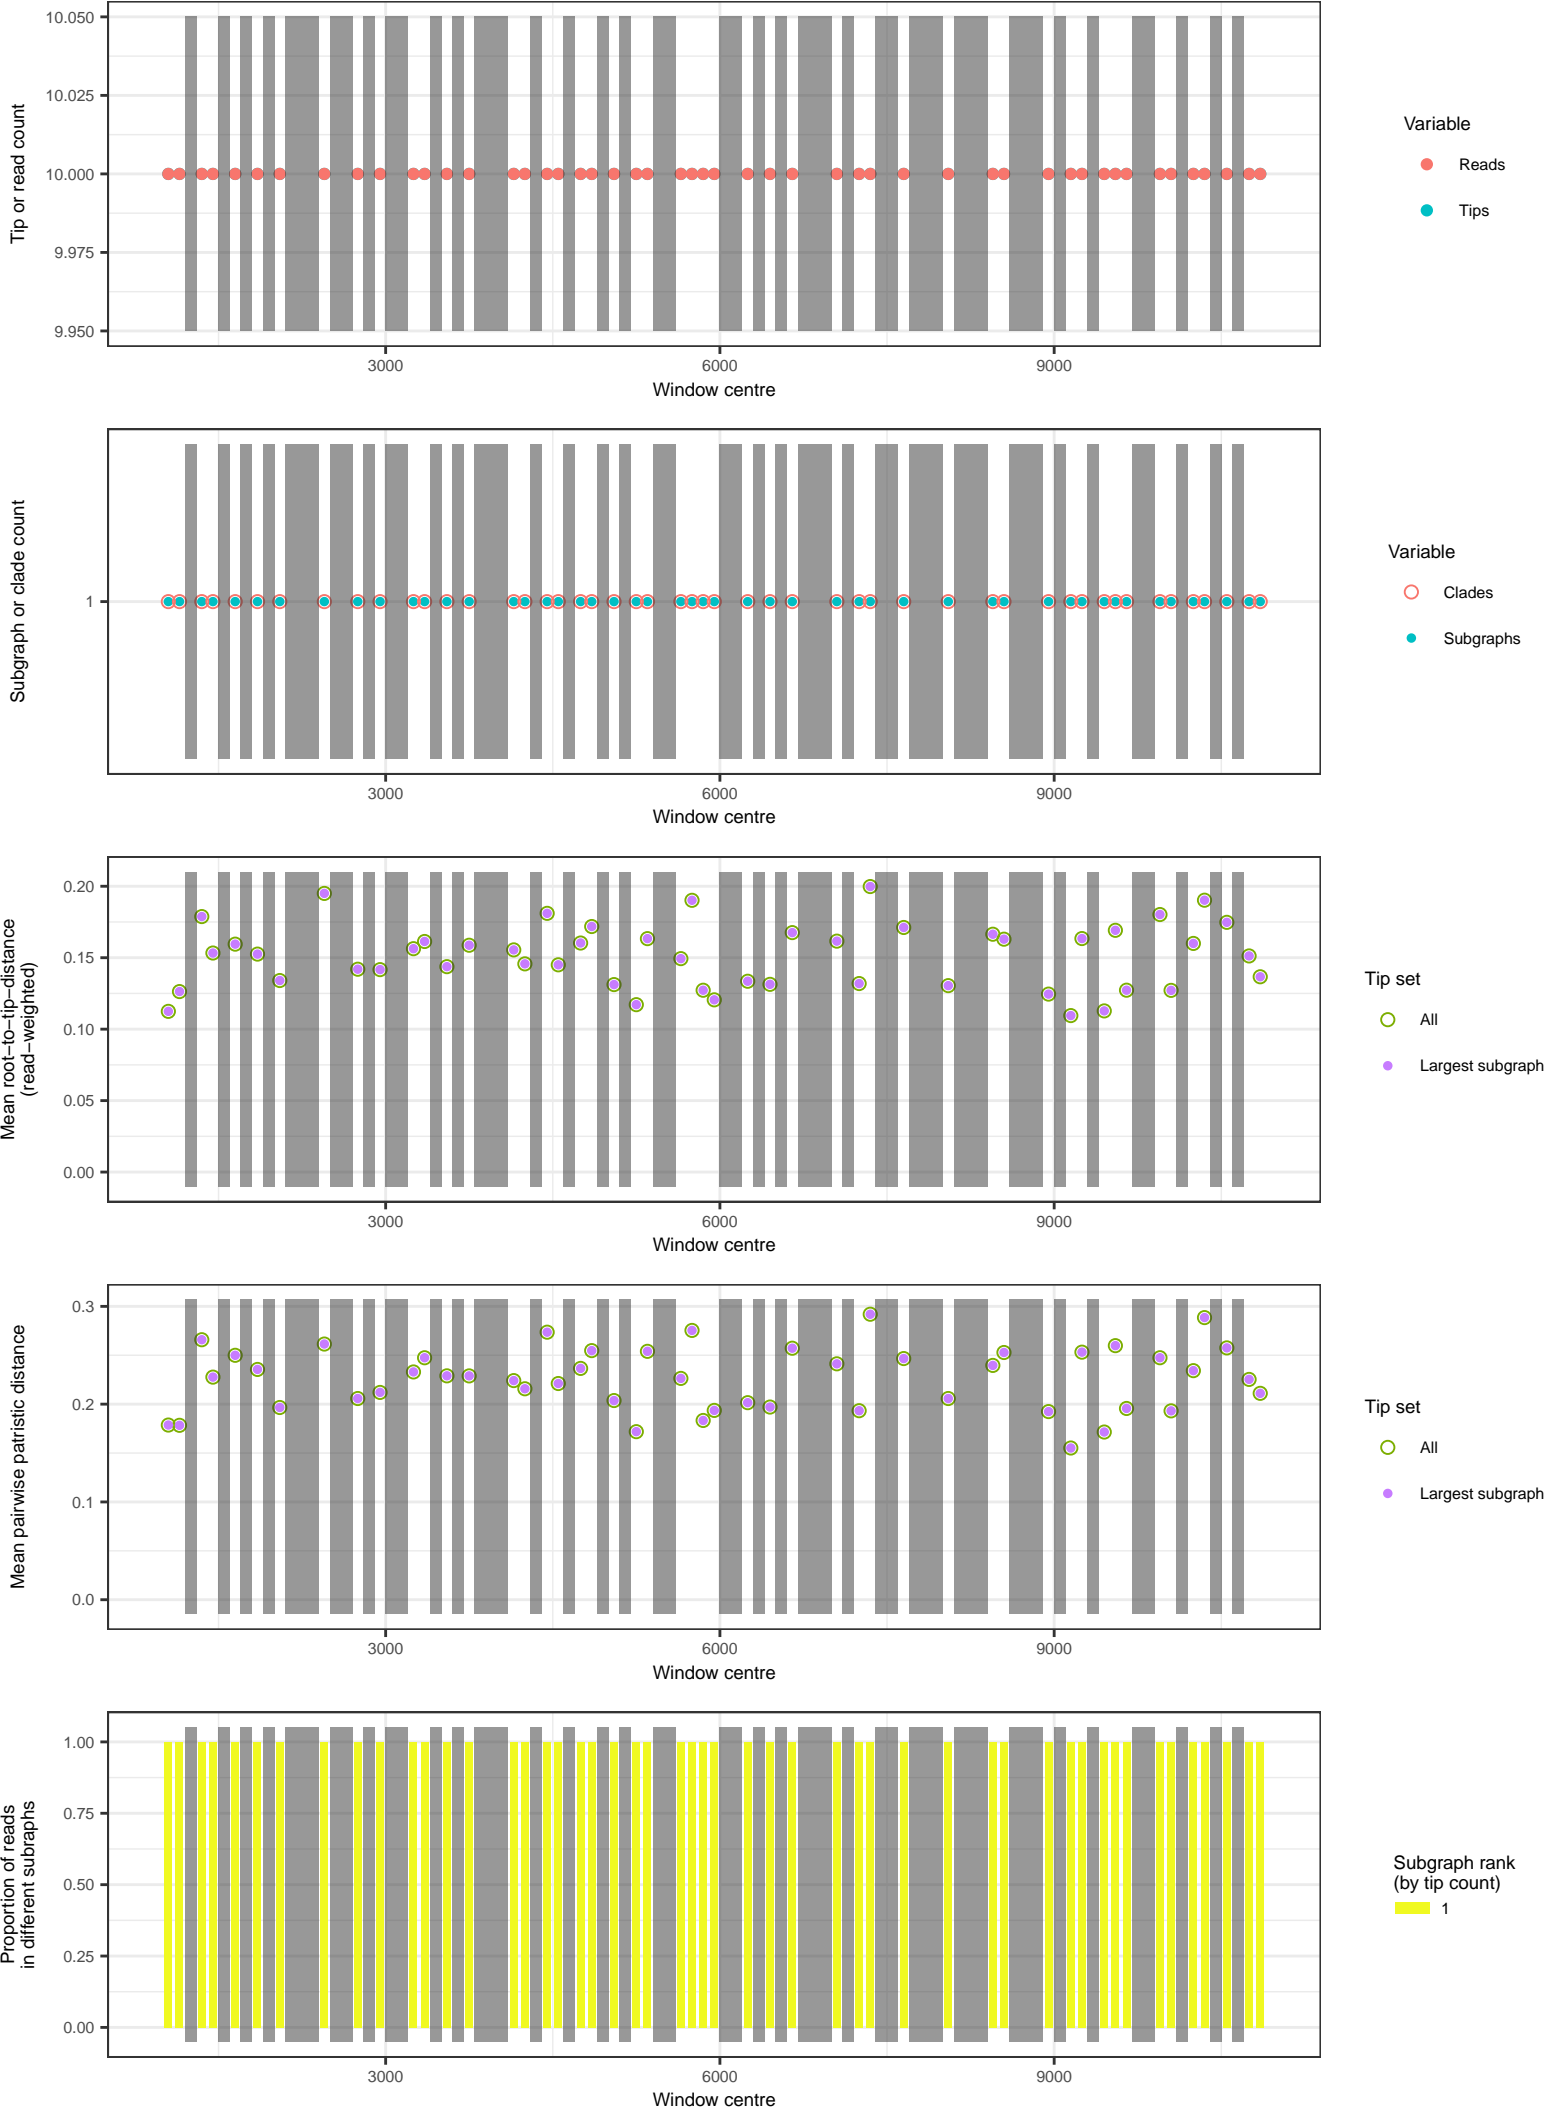 10.050
10.025
10.000
9.975
9.950
Tip or read count
3000
6000
9000
Window centre
Variable
Reads
Tips
1
Subgraph or clade count
3000
6000
9000
Window centre
Variable
Clades
Subgraphs
0.20
0.15
0.10
0.05
0.00
Mean root−to−tip−distance
(read−weighted)
3000
6000
9000
Window centre
Tip set
All
Largest subgraph
0.3
0.2
0.1
0.0
Mean pairwise patristic distance
3000
6000
9000
Window centre
Tip set
All
Largest subgraph
1.00
0.75
0.50
0.25
0.00
Proportion of reads
in different subraphs
3000
6000
9000
Window centre
Subgraph rank
(by tip count)
1